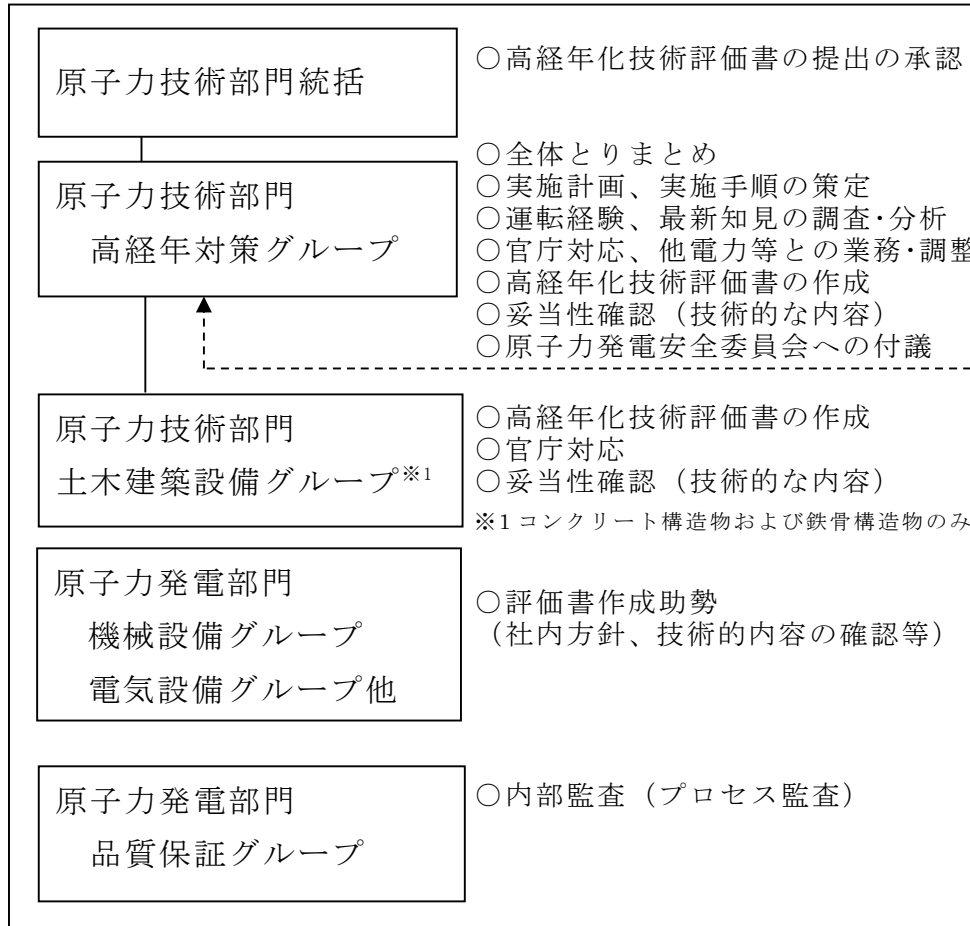 原子力技術部門統括
○高経年化技術評価書の提出の承認
原子力技術部門
高経年対策グループ
○全体とりまとめ
○実施計画、実施手順の策定
○運転経験、最新知見の調査･分析
○官庁対応、他電力等との業務･調整
○高経年化技術評価書の作成
○妥当性確認（技術的な内容）
○原子力発電安全委員会への付議
原子力技術部門
土木建築設備グループ※1
○高経年化技術評価書の作成
○官庁対応
○妥当性確認（技術的な内容）
※1 コンクリート構造物および鉄骨構造物のみ
原子力発電部門
機械設備グループ
電気設備グループ他
○評価書作成助勢
（社内方針、技術的内容の確認等）
原子力発電部門
品質保証グループ
○内部監査（プロセス監査）